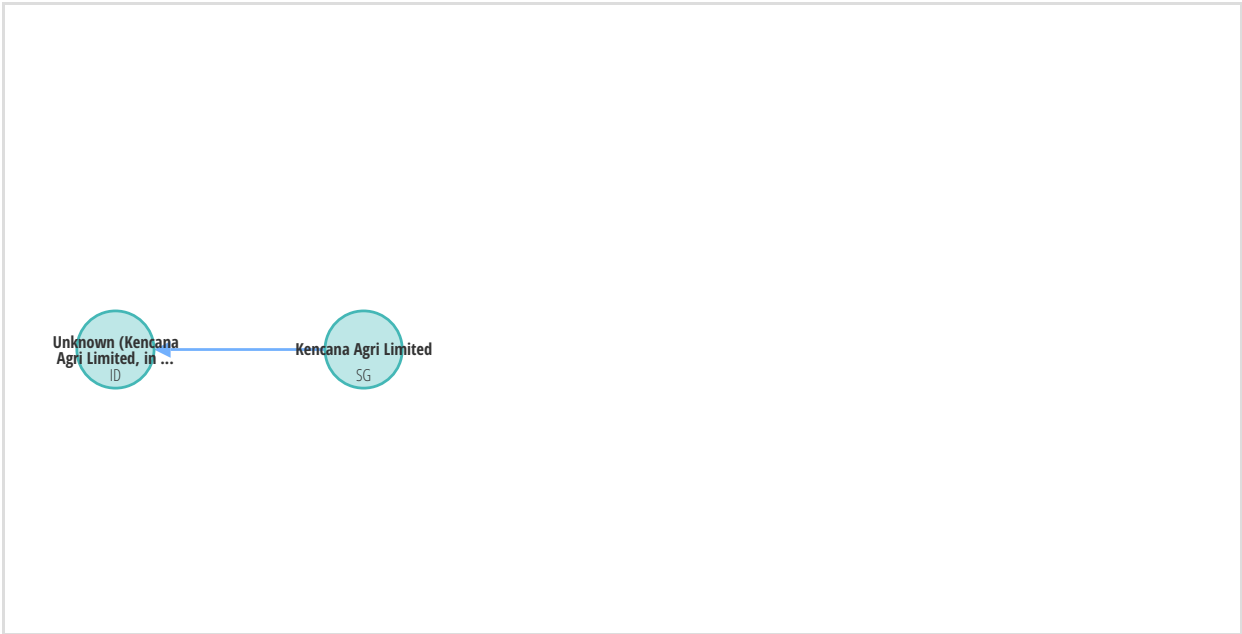 Unknown (Kencana
Agri Limited, in ...
ID
Kencana Agri Limited
SG